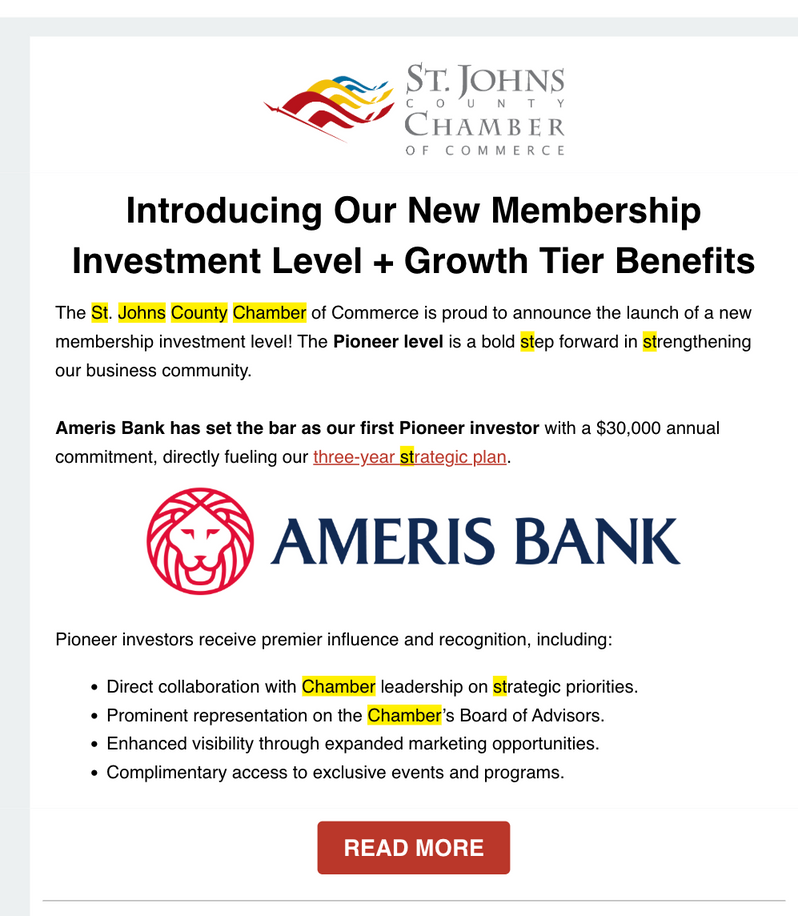 ST. JOHNS
COUNTY
CHAMBER
OF COMMERCE
Introducing Our New Membership
Investment Level + Growth Tier Benefits
The St. Johns County Chamber of Commerce is proud to announce the launch of a new
membership investment level! The Pioneer level is a bold step forward in strengthening
our business community.
Ameris Bank has set the bar as our first Pioneer investor with a $30,000 annual
commitment, directly fueling our three-year strategic plan.
AMERIS BANK
Pioneer investors receive premier influence and recognition, including:
• Direct collaboration with Chamber leadership on strategic priorities.
• Prominent representation on the Chamber’s Board of Advisors.
• Enhanced visibility through expanded marketing opportunities.
• Complimentary access to exclusive events and programs.
READ MORE